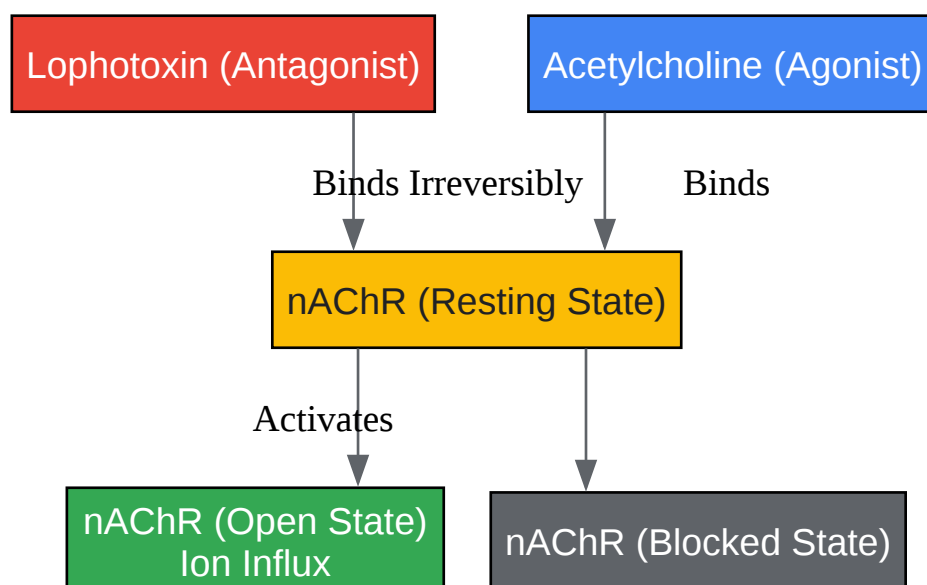 Lophotoxin (Antagonist)
Acetylcholine (Agonist)
Binds Irreversibly
Binds
nAChR (Resting State)
Activates
nAChR (Open State)
Ion Influx
nAChR (Blocked State)